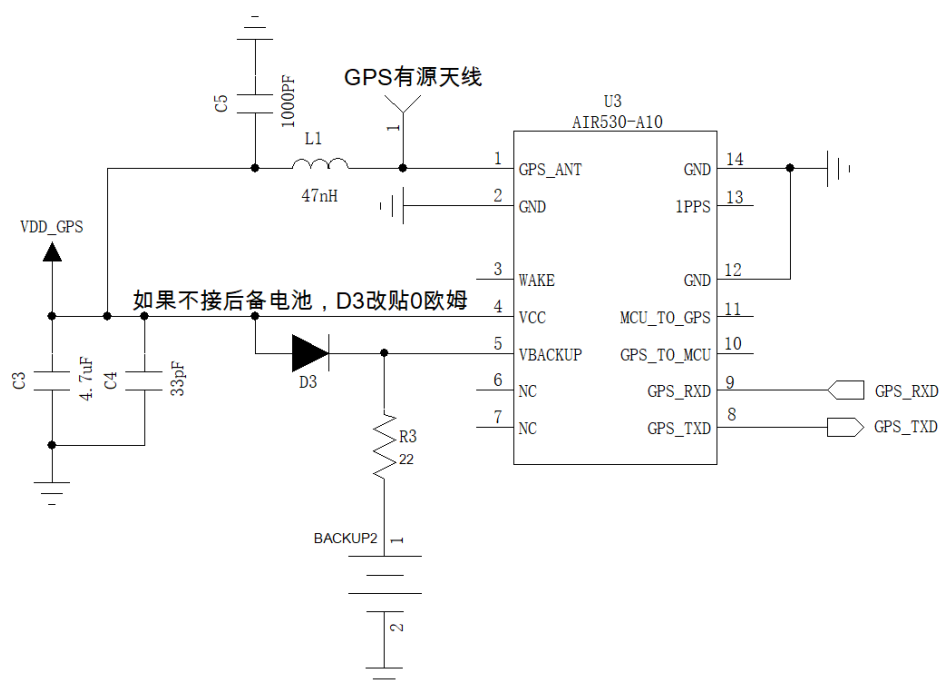 C5
1000PF
GPS有源天线
1
L1
47nH
U3
AIR530-A10
1
GPS_ANT
GND
14
2
GND
1PPS
13
VDD_GPS
3
WAKE
GND
12
如果不接后备电池，D3改贴0欧姆
4
VCC
MCU_TO_GPS
11
5
VBACKUP
GPS_TO_MCU
10
C3
4.7uF
C4
33pF
D3
6
NC
GPS_RXD
9
GPS_RXD
7
NC
GPS_TXD
8
GPS_TXD
R3
22
BACKUP2
1
2